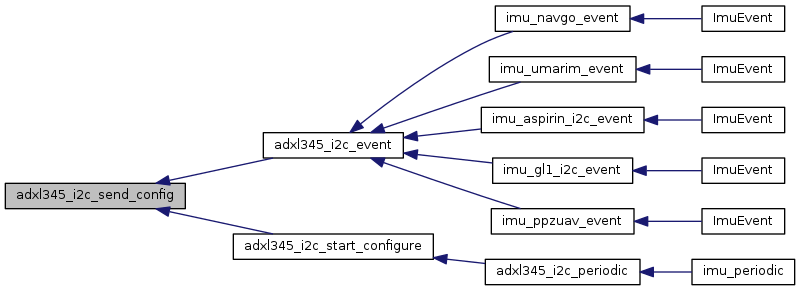 imu_navgo_event
ImuEvent
imu_umarim_event
ImuEvent
imu_aspirin_i2c_event
ImuEvent
adxl345_i2c_event
imu_gl1_i2c_event
ImuEvent
adxl345_i2c_send_config
imu_ppzuav_event
ImuEvent
adxl345_i2c_start_configure
adxl345_i2c_periodic
imu_periodic